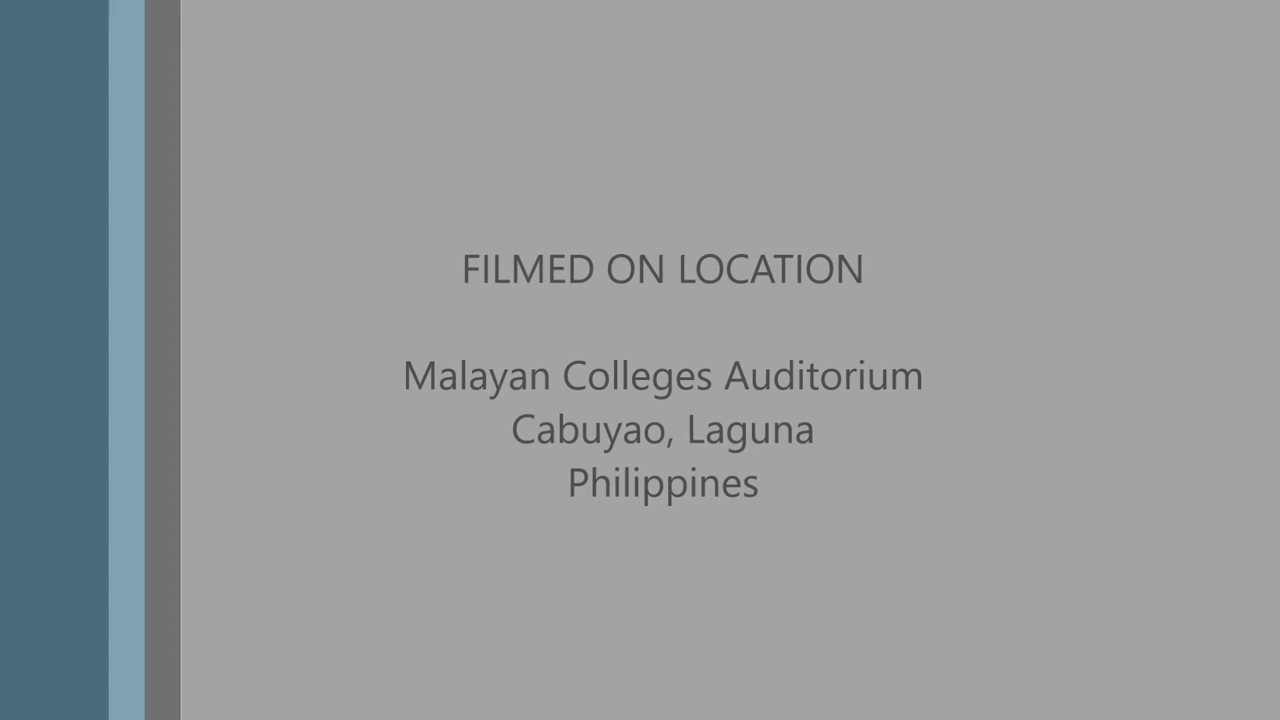 FILMED ON LOCATION
Malayan Colleges Auditorium
Cabuyao, Laguna
Philippines